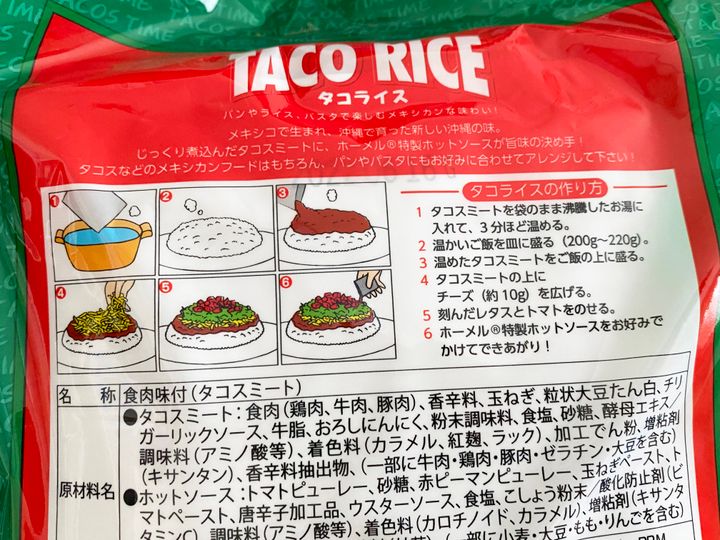 TACOS TIME
TACO RICE
タコライス
パンやライス、パスタで楽しむメキシカンな味わい!
メキシコで生まれ、沖縄で育った新しい沖縄の味。
じっくり煮込んだタコスミートに、ホーメル®特製ホットソースが旨味の決め手!
タコスなどのメキシカンフードはもちろん、パンやパスタにもお好みに合わせてアレンジして下さい!
1
2
3
4
5
6
タコライスの作り方
1 タコスミートを袋のまま沸騰したお湯に
入れて、3分ほど温める。
2 温かいご飯を皿に盛る(200g~220g)。
3 温めたタコスミートをご飯の上に盛る。
4 タコスミートの上に
チーズ(約10g)を広げる。
5 刻んだレタスとトマトをのせる。
6 ホーメル®特製ホットソースをお好みで
かけてできあがり!
名 称 食肉味付(タコスミート)
原材料名
●タコスミート:食肉(鶏肉、牛肉、豚肉)、香辛料、玉ねぎ、粒状大豆たん白、チリ
ガーリックソース、牛脂、おろしにんにく、粉末調味料、食塩、砂糖、酵母エキス/
調味料(アミノ酸等)、着色料(カラメル、紅麹、ラック)、加工でん粉、増粘剤
(キサンタン)、香辛料抽出物、(一部に牛肉・鶏肉・豚肉・ゼラチン・大豆を含む)
●ホットソース:トマトピューレー、砂糖、赤ピーマンピューレー、玉ねぎペースト、ト
マトペースト、唐辛子加工品、ウスターソース、食塩、こしょう粉末/酸化防止剤(ビ
タミンC)、調味料(アミノ酸等)、着色料(カロチノイド、カラメル)、増粘剤(キサンタ
(一部に小麦・大豆・もも・りんごを含む)